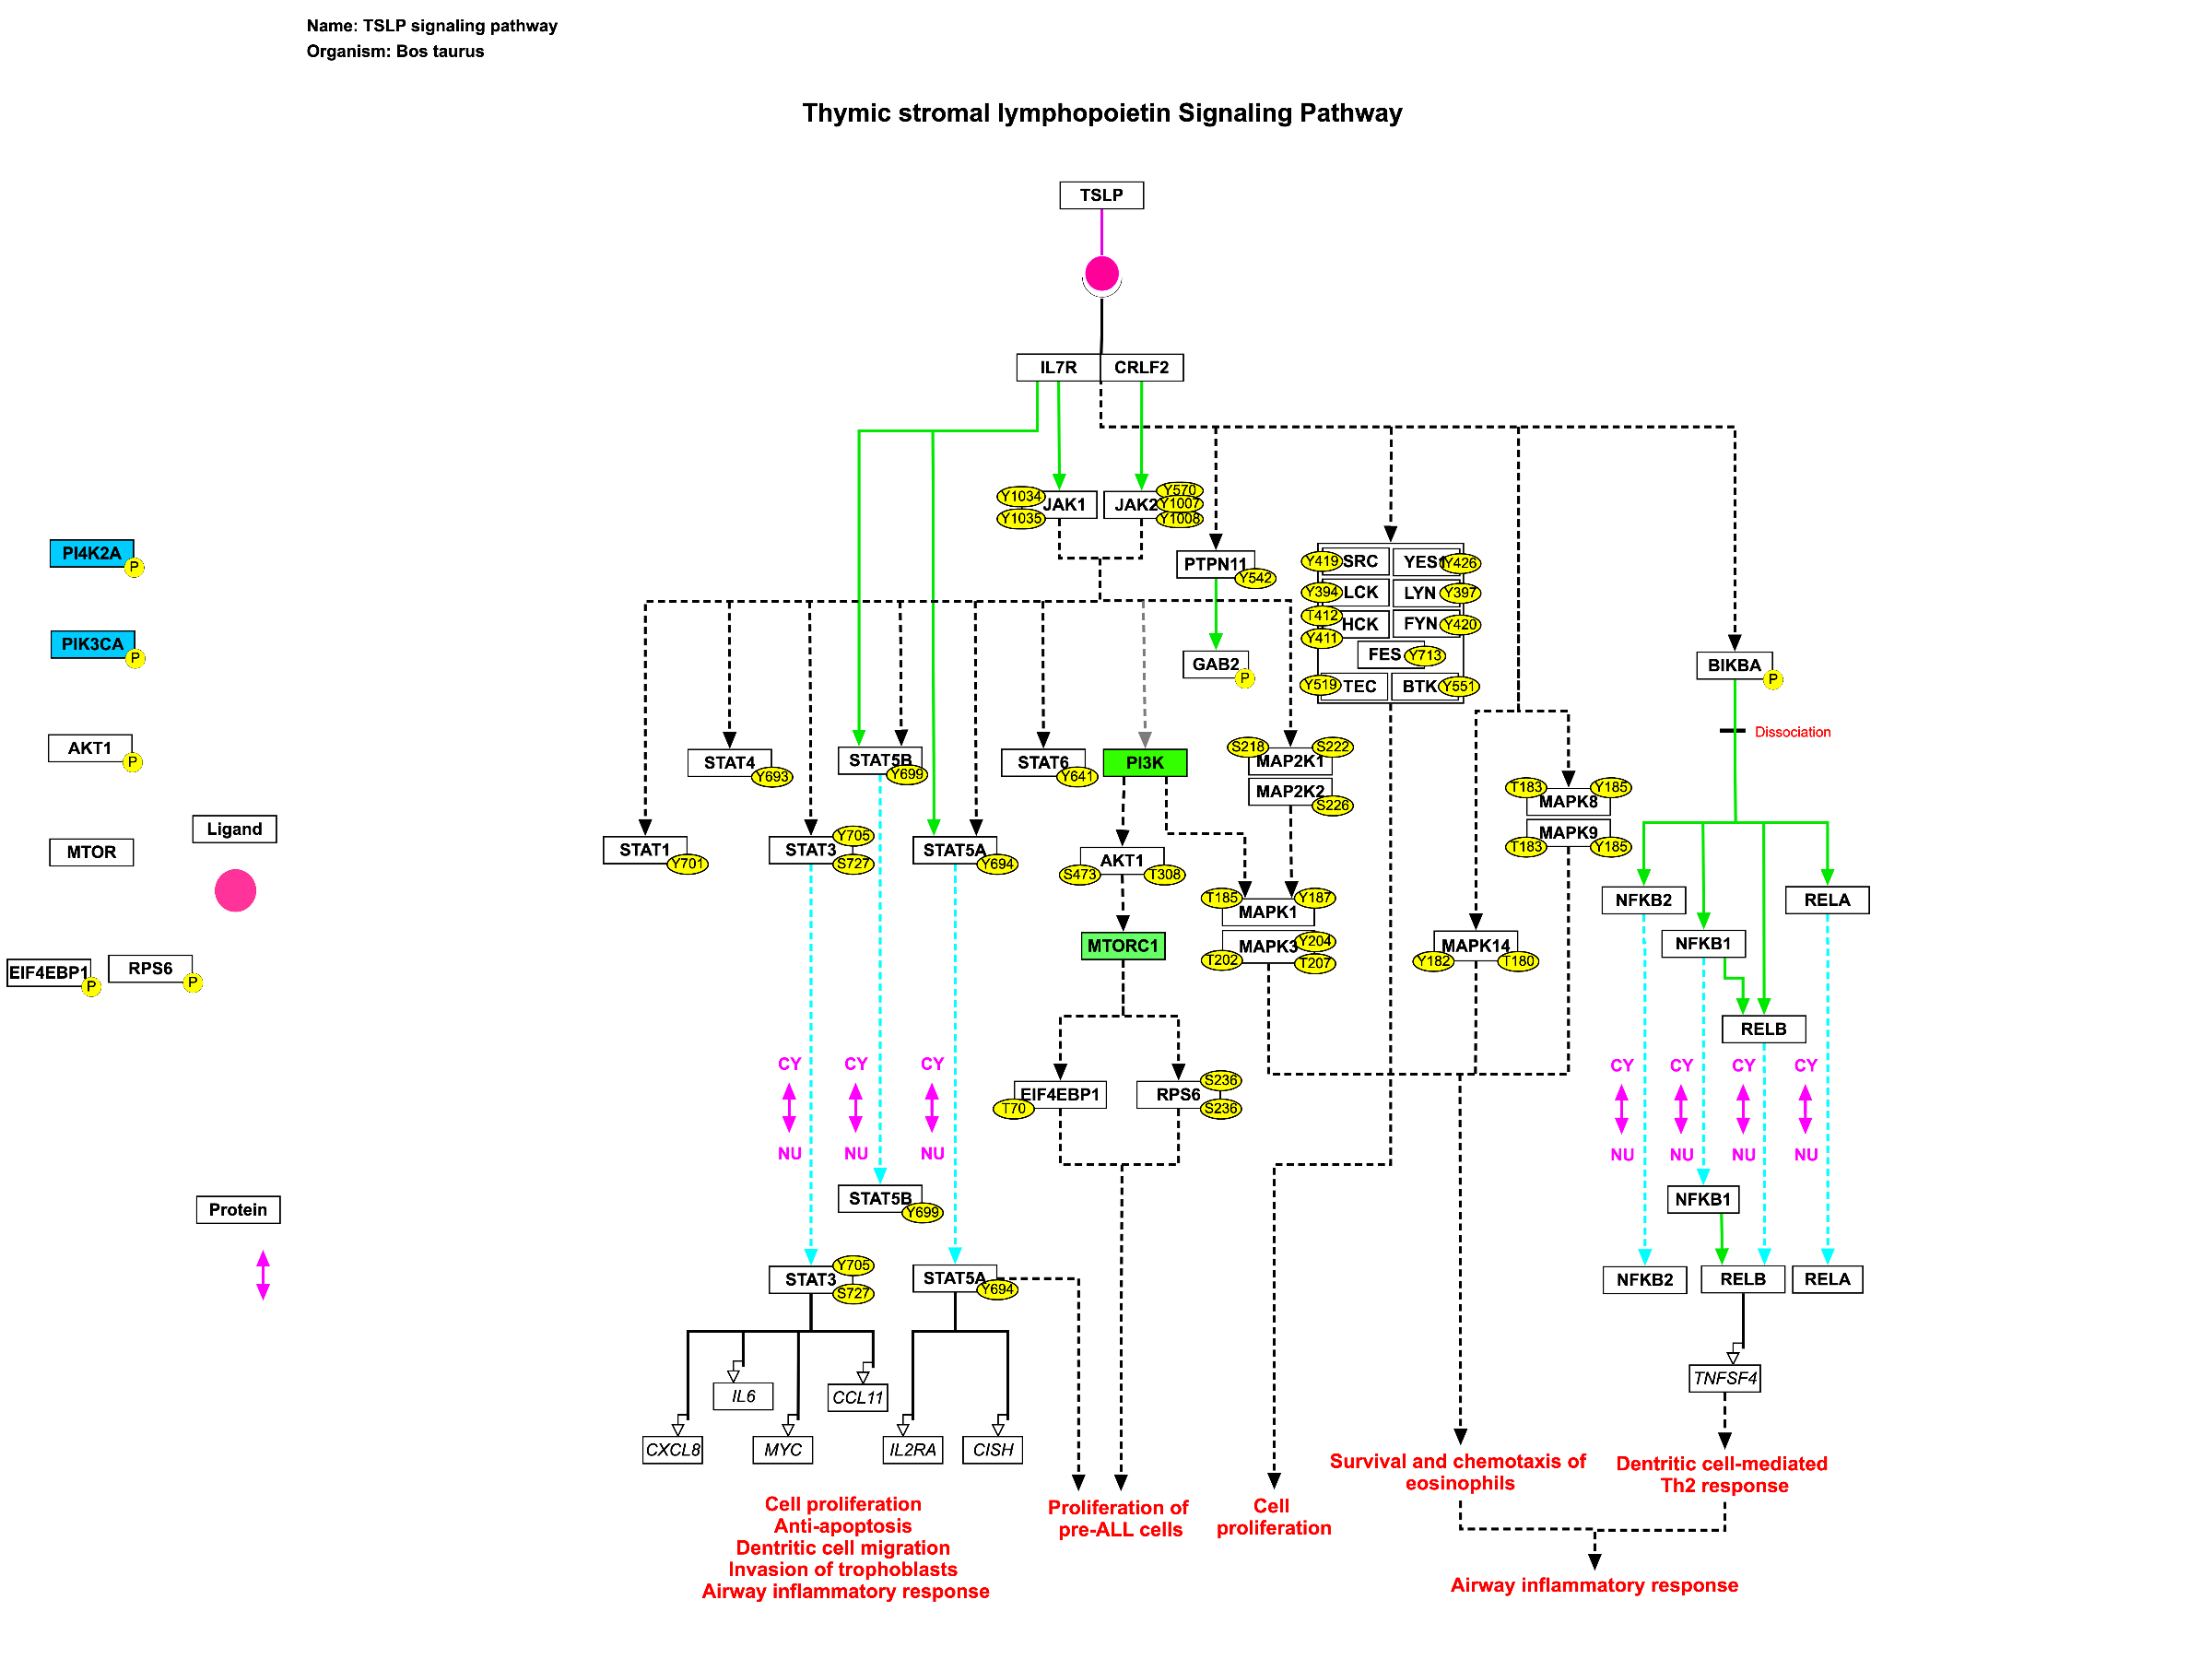 Name: TSLP signaling pathway
Organism: Bos taurus
Thymic stromal lymphopoietin Signaling Pathway
TSLP
IL7R CRLF2
Y1034 JAK1 JAK2 Y570
Y1007
Y1035 Y1008
PI4K2A
P
PTPN11
Y542
Y419 SRC YES1 Y426
Y394 LCK LYN Y397
T412 HCK FYN Y420
Y411
FES Y713
Y519 TEC BTK Y551
PIK3CA
P
GAB2
P
BIKBA
P
Dissociation
AKT1
P
STAT4
Y693
STAT5B
Y699
STAT6
Y641
PI3K
S218 S222
MAP2K1
MAP2K2
S226
T183 Y185
MAPK8
MAPK9
T183 Y185
Ligand
MTOR
STAT1
Y701
Y705
STAT3
S727
STAT5A
Y694
AKT1
S473 T308
T185 Y187
MAPK1
MAPK3 Y204
T202 T207
MTORC1
MAPK14
Y182 T180
NFKB2
RELA
NFKB1
RELB
EIF4EBP1
P
RPS6
P
CY CY CY
CY CY CY CY
EIF4EBP1
T70
RPS6
S236
S236
NU NU NU
NU NU NU NU
Protein
STAT5B
Y699
NFKB1
Y705
STAT3
S727
STAT5A
Y694
NFKB2 RELB RELA
IL6 CCL11
TNFSF4
CXCL8 MYC IL2RA CISH
Survival and chemotaxis of
eosinophils
Dentritic cell-mediated
Th2 response
Cell proliferation
Anti-apoptosis
Dentritic cell migration
Invasion of trophoblasts
Airway inflammatory response
Proliferation of
pre-ALL cells
Cell
proliferation
Airway inflammatory response